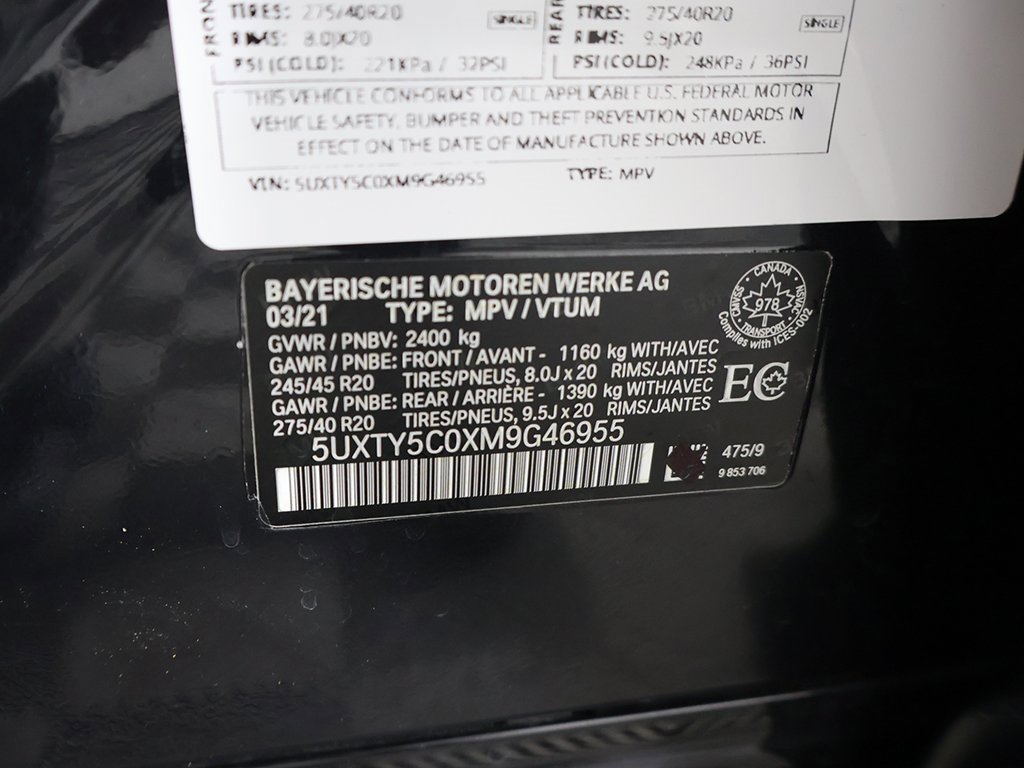 FRONT
TIRES: 275/40R20
SINGLE
RIMS: 8.0JX20
PSI(COLD): 221KPa / 32PSI
REAR
TIRES: 275/40R20
SINGLE
RIMS: 9.5JX20
PSI(COLD): 248KPa / 36PSI
THIS VEHICLE CONFORMS TO ALL APPLICABLE U.S. FEDERAL MOTOR
VEHICLE SAFETY, BUMPER AND THEFT PREVENTION STANDARDS IN
EFFECT ON THE DATE OF MANUFACTURE SHOWN ABOVE.
VIN: 5UXTY5C0XM9G46955 TYPE: MPV
BAYERISCHE MOTOREN WERKE AG
03/21 TYPE: MPV / VTUM
GVWR / PNBV: 2400 kg
GAWR / PNBE: FRONT / AVANT - 1160 kg WITH/AVEC
245/45 R20 TIRES/PNEUS, 8.0J x 20 RIMS/JANTES
GAWR / PNBE: REAR / ARRIÈRE - 1390 kg WITH/AVEC
275/40 R20 TIRES/PNEUS, 9.5J x 20 RIMS/JANTES
5UXTY5C0XM9G46955
475/9
9 853 706
CANADA
CMVSS
978
NSVAC
TRANSPORT
Complies with ICES-002
EC